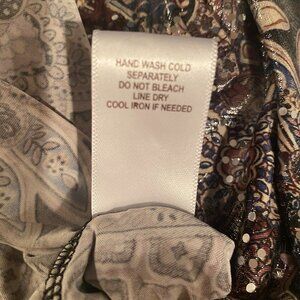 HAND WASH COLD
SEPARATELY
DO NOT BLEACH
LINE DRY
COOL IRON IF NEEDED